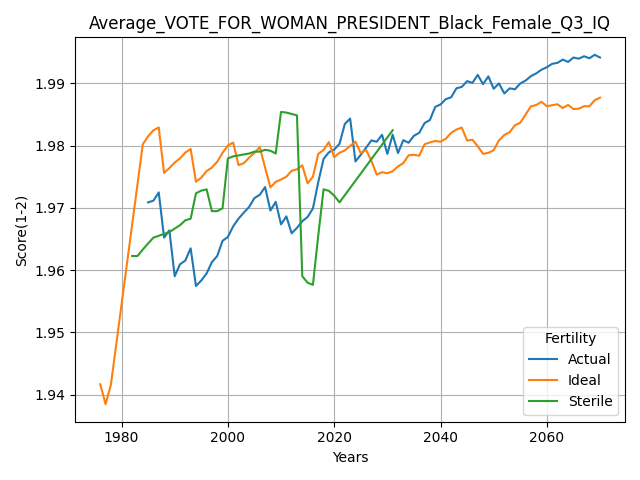 Average_VOTE_FOR_WOMAN_PRESIDENT_Black_Female_Q3_IQ
Score(1-2)
1.99
1.98
1.97
1.96
1.95
1.94
1980
2000
2020
2040
2060
Years
Fertility
Actual
Ideal
Sterile